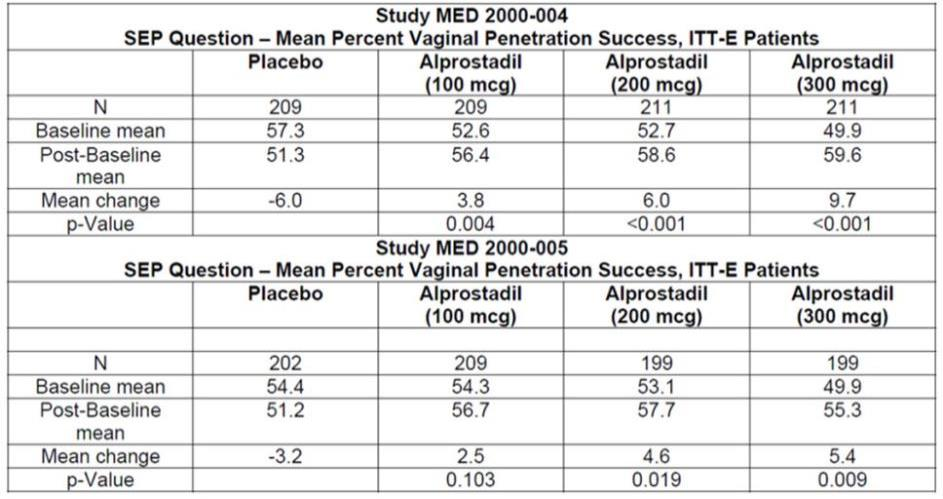 Study MED 2000-004
SEP Question – Mean Percent Vaginal Penetration Success, ITT-E Patients
Placebo Alprostadil (100 mcg) Alprostadil (200 mcg) Alprostadil (300 mcg)
N 209 209 211 211
Baseline mean 57.3 52.6 52.7 49.9
Post-Baseline mean 51.3 56.4 58.6 59.6
Mean change -6.0 3.8 6.0 9.7
p-Value 0.004 <0.001 <0.001
Study MED 2000-005
SEP Question – Mean Percent Vaginal Penetration Success, ITT-E Patients
Placebo Alprostadil (100 mcg) Alprostadil (200 mcg) Alprostadil (300 mcg)
N 202 209 199 199
Baseline mean 54.4 54.3 53.1 49.9
Post-Baseline mean 51.2 56.7 57.7 55.3
Mean change -3.2 2.5 4.6 5.4
p-Value 0.103 0.019 0.009